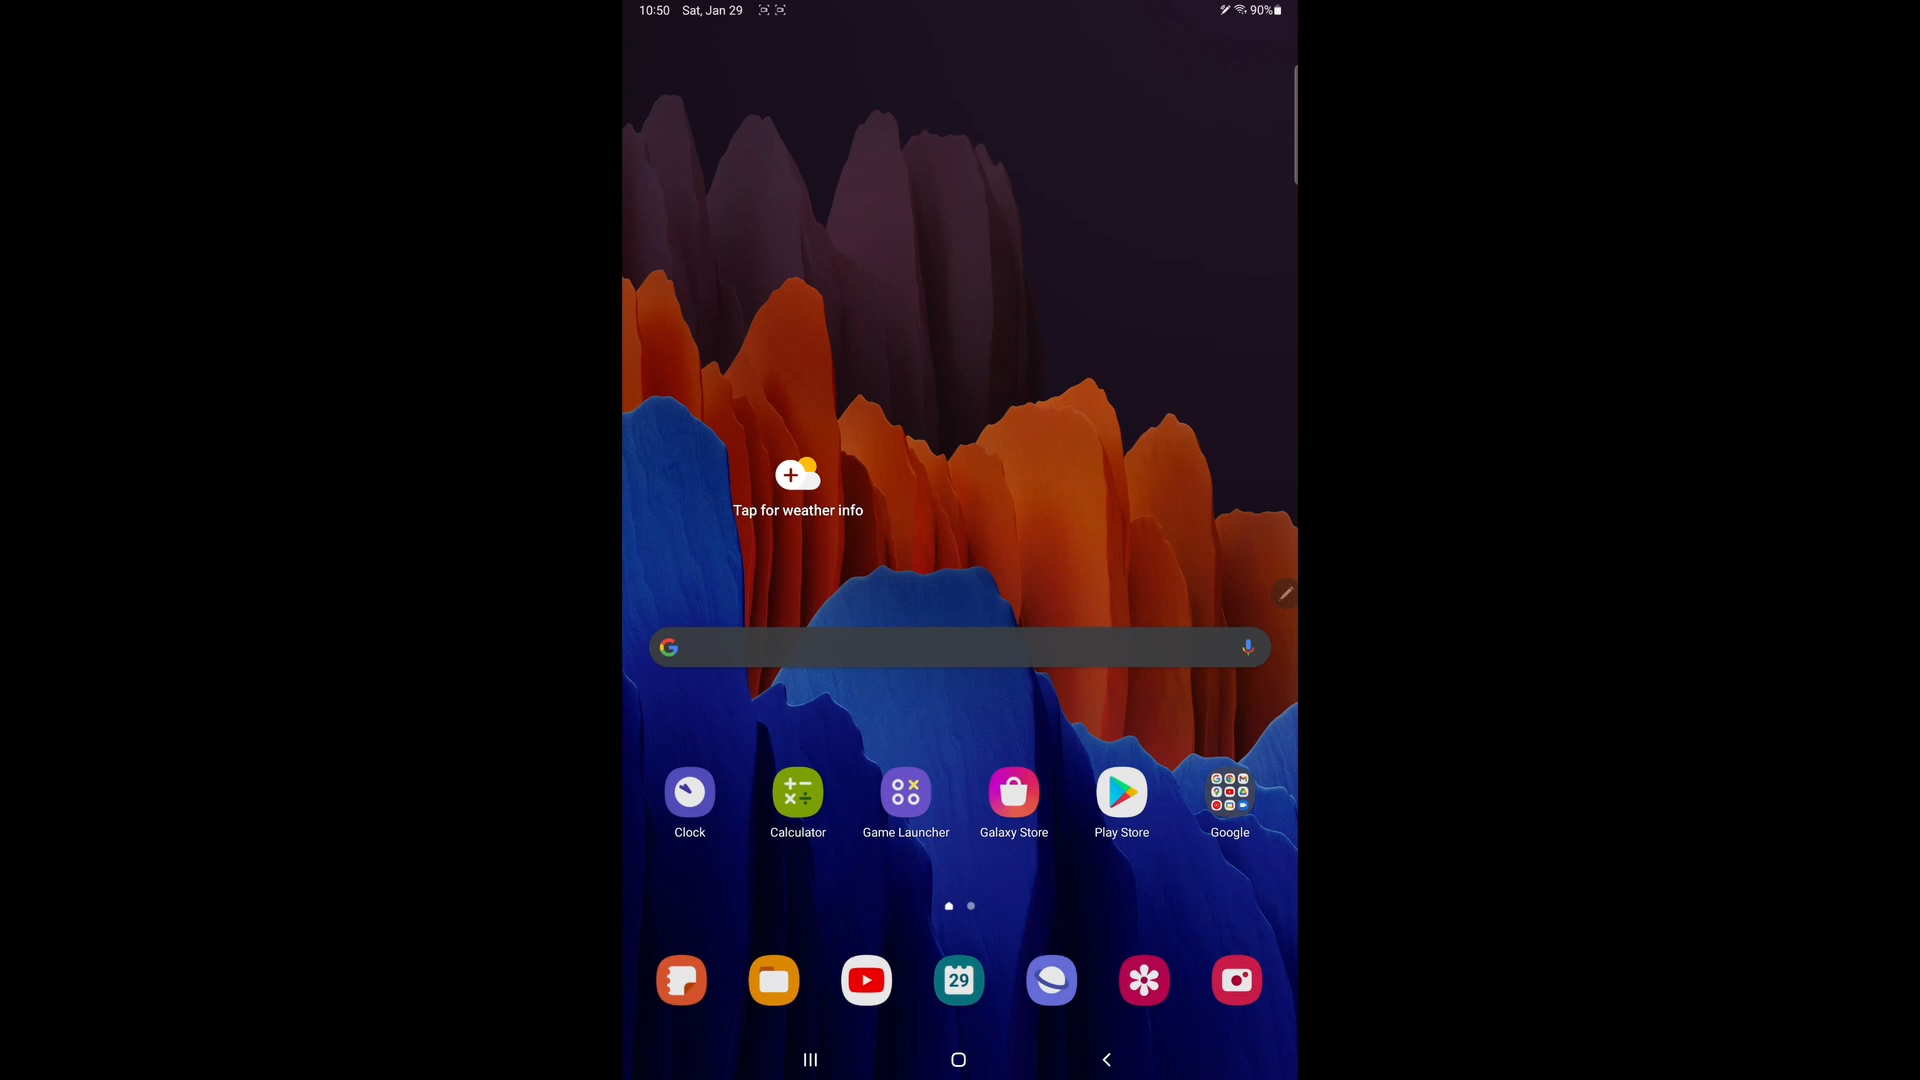 10:50 Sat, Jan 29 90%
Tap for weather info
Clock Calculator Game Launcher Galaxy Store Play Store Google
29